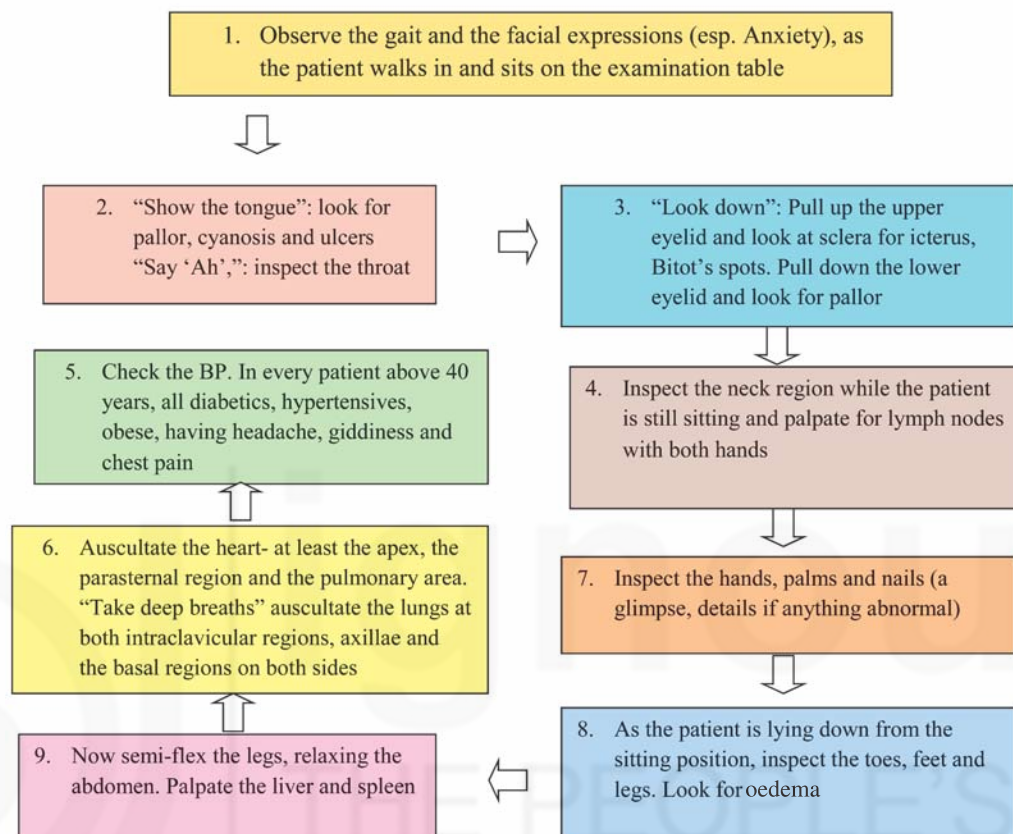 1. Observe the gait and the facial expressions (esp. Anxiety), as
the patient walks in and sits on the examination table
2. “Show the tongue”: look for
pallor, cyanosis and ulcers
“Say ‘Ah’,”: inspect the throat
3. “Look down”: Pull up the upper
eyelid and look at sclera for icterus,
Bitot’s spots. Pull down the lower
eyelid and look for pallor
5. Check the BP. In every patient above 40
years, all diabetics, hypertensives,
obese, having headache, giddiness and
chest pain
4. Inspect the neck region while the patient
is still sitting and palpate for lymph nodes
with both hands
6. Auscultate the heart- at least the apex, the
parasternal region and the pulmonary area.
“Take deep breaths” auscultate the lungs at
both intraclavicular regions, axillae and
the basal regions on both sides
7. Inspect the hands, palms and nails (a
glimpse, details if anything abnormal)
9. Now semi-flex the legs, relaxing the
abdomen. Palpate the liver and spleen
8. As the patient is lying down from the
sitting position, inspect the toes, feet and
legs. Look for oedema
ignou
THE PEOPLE’S